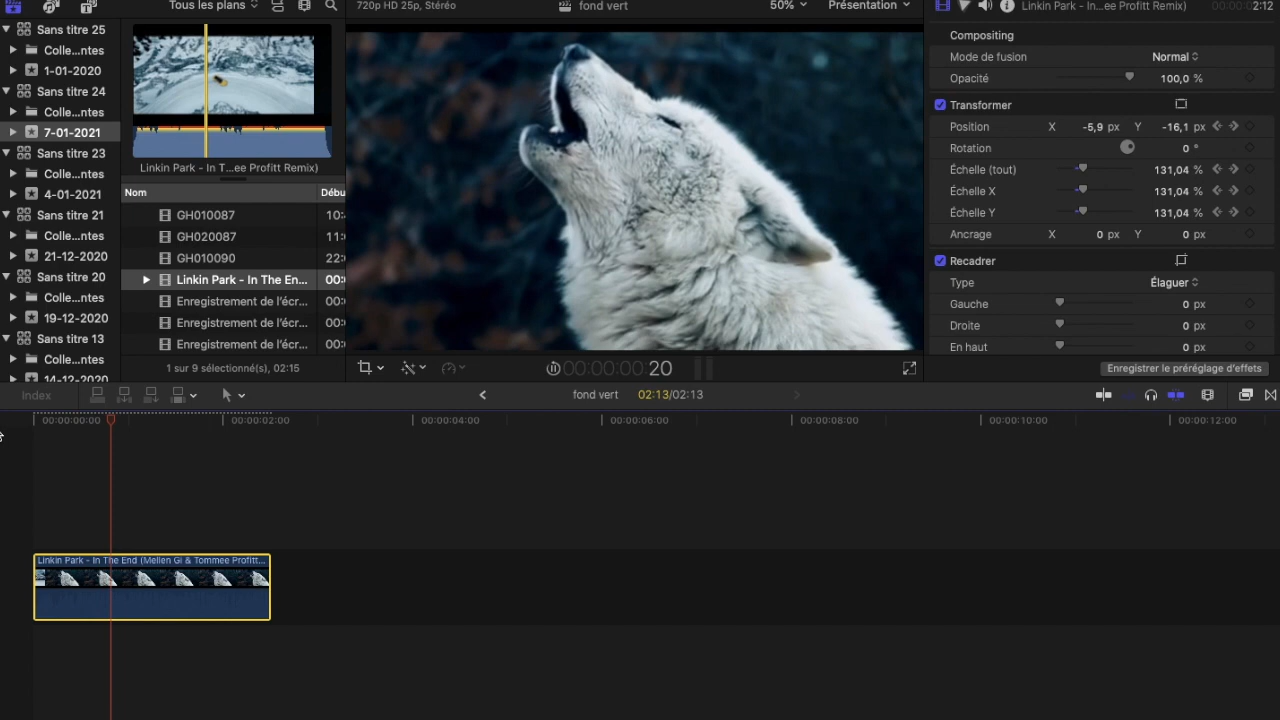 Tous les plans
720p HD 25p, Stéréo
fond vert
50%
Présentation
Linkin Park - In...ee Profitt Remix)
2:12
Sans titre 25
Colle...ntes
1-01-2020
Sans titre 24
Colle...ntes
7-01-2021
Sans titre 23
Colle...ntes
4-01-2021
Sans titre 21
Colle...ntes
21-12-2020
Sans titre 20
Colle...ntes
19-12-2020
Sans titre 13
Colle...ntes
14-12-2020
Linkin Park - In T...ee Profitt Remix)
Nom Débu
GH010087 10:
GH020087 11:
GH010090 22:
Linkin Park - In The En... 00:
Enregistrement de l'écr... 00:
Enregistrement de l'écr... 00:
Enregistrement de l'écr... 00:
1 sur 9 sélectionné(s), 02:15
00:00:00:20
Compositing
Mode de fusion Normal
Opacité 100,0 %
Transformer
Position X -5,9 px Y -16,1 px
Rotation 0 °
Échelle (tout) 131,04 %
Échelle X 131,04 %
Échelle Y 131,04 %
Ancrage X 0 px Y 0 px
Recadrer
Type Élaguer
Gauche 0 px
Droite 0 px
En haut 0 px
Enregistrer le préréglage d'effets
Index
fond vert 02:13/02:13
00:00:00:00 00:00:02:00 00:00:04:00 00:00:06:00 00:00:08:00 00:00:10:00 00:00:12:00
Linkin Park - In The End (Mellen Gi & Tommee Profitt...